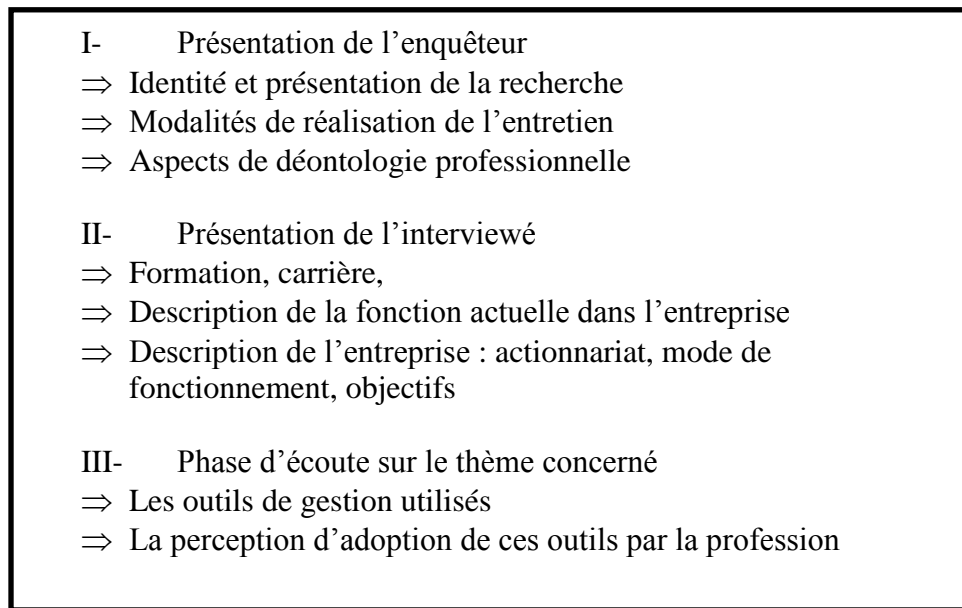 I- Présentation de l’enquêteur
⇒ Identité et présentation de la recherche
⇒ Modalités de réalisation de l’entretien
⇒ Aspects de déontologie professionnelle
II- Présentation de l’interviewé
⇒ Formation, carrière,
⇒ Description de la fonction actuelle dans l’entreprise
⇒ Description de l’entreprise : actionnariat, mode de
fonctionnement, objectifs
III- Phase d’écoute sur le thème concerné
⇒ Les outils de gestion utilisés
⇒ La perception d’adoption de ces outils par la profession